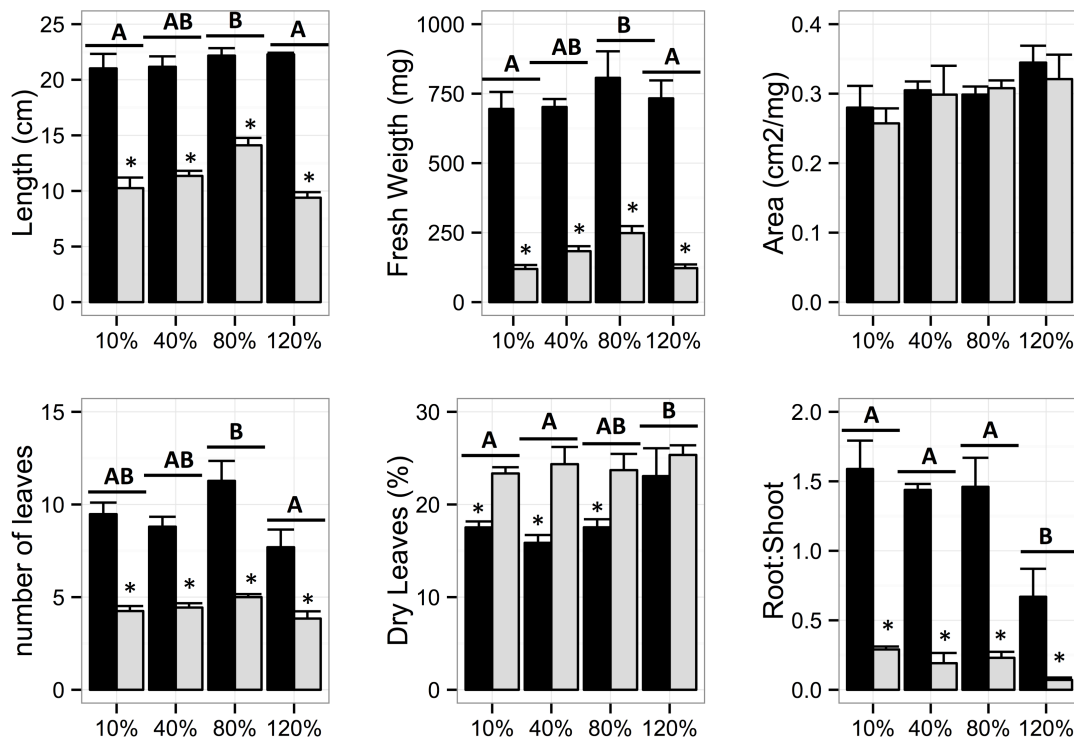 Length (cm)
25
20
15
10
5
0
A
AB
B
A
*
*
*
*
10%
40%
80%
120%
Fresh Weigth (mg)
1000
750
500
250
0
A
AB
B
A
*
*
*
*
10%
40%
80%
120%
Area (cm2/mg)
0.4
0.3
0.2
0.1
0.0
10%
40%
80%
120%
number of leaves
15
10
5
0
AB
AB
B
A
*
*
*
*
10%
40%
80%
120%
Dry Leaves (%)
30
20
10
0
A
A
AB
B
*
*
*
10%
40%
80%
120%
Root:Shoot
2.0
1.5
1.0
0.5
0.0
A
A
A
B
*
*
*
*
10%
40%
80%
120%